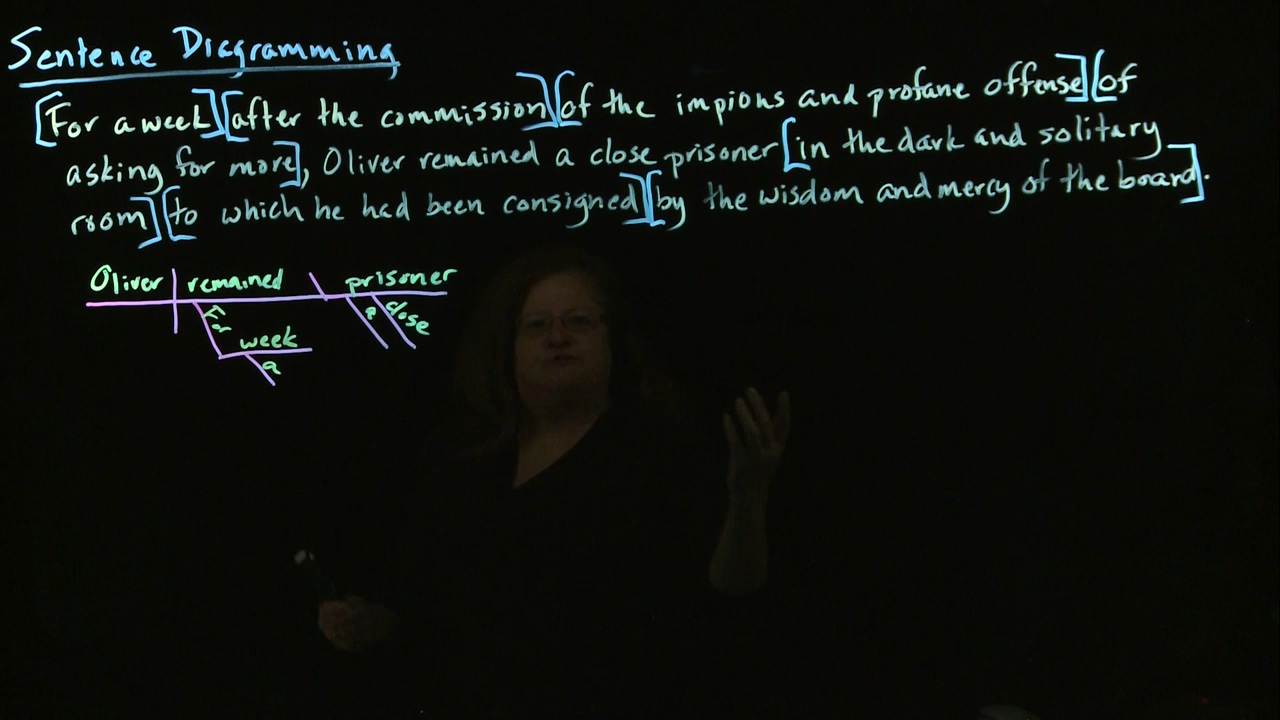 Sentence Diagramming
[For a week][after the commission][of the impious and profane offense][of
asking for more], Oliver remained a close prisoner [in the dark and solitary
room][to which he had been consigned][by the wisdom and mercy of the board].
Oliver remained prisoner
For a close
week
a